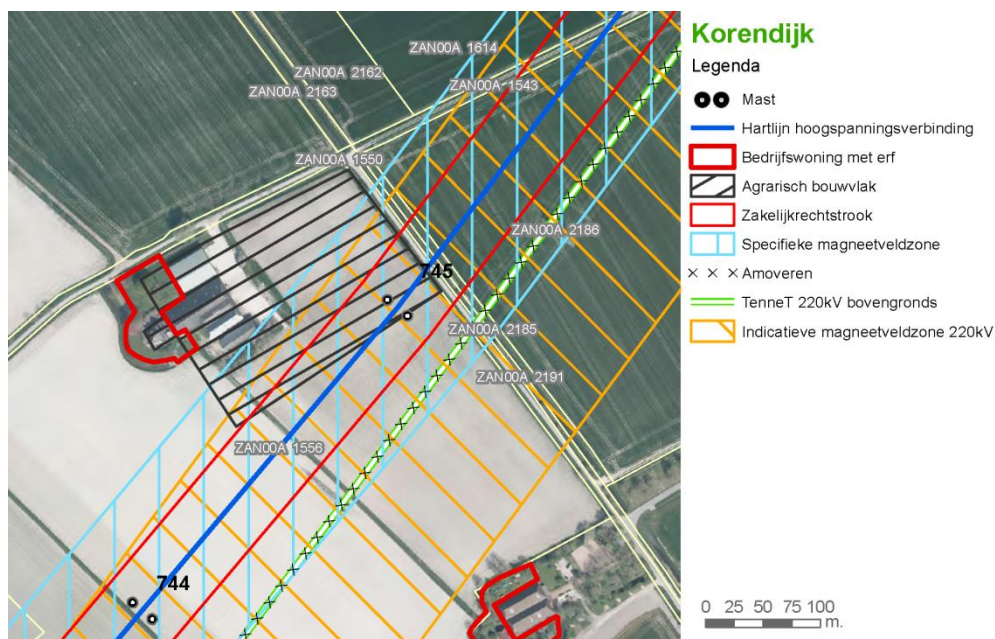 ZAN00A 1614
ZAN00A 2162
ZAN00A 1543
ZAN00A 2163
ZAN00A 1550
ZAN00A 2186
745
ZAN00A 2185
ZAN00A 2191
ZAN00A 1556
744
Korendijk
Legenda
Mast
Hartlijn hoogspanningsverbinding
Bedrijfswoning met erf
Agrarisch bouwvlak
Zakelijkrechtstrook
Specifieke magneetveldzone
Amoveren
TenneT 220kV bovengronds
Indicatieve magneetveldzone 220kV
0 25 50 75 100
m.